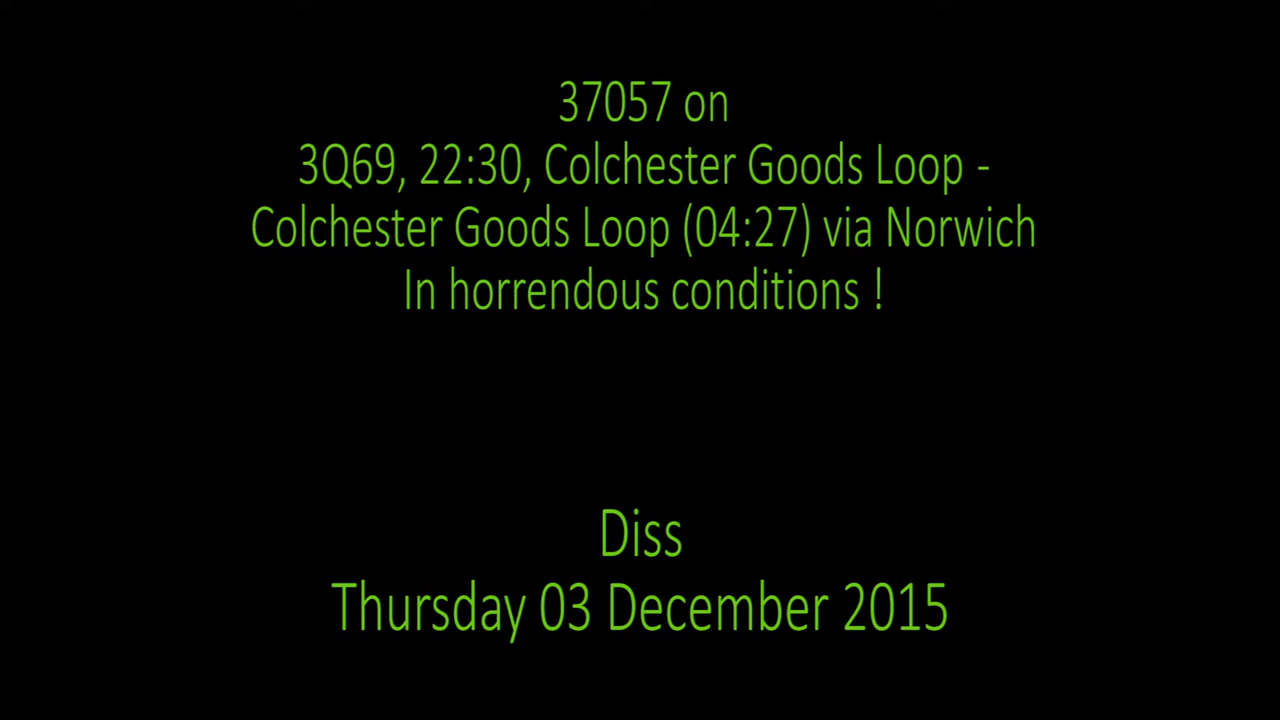 37057 on
3Q69, 22:30, Colchester Goods Loop -
Colchester Goods Loop (04:27) via Norwich
In horrendous conditions !
Diss
Thursday 03 December 2015